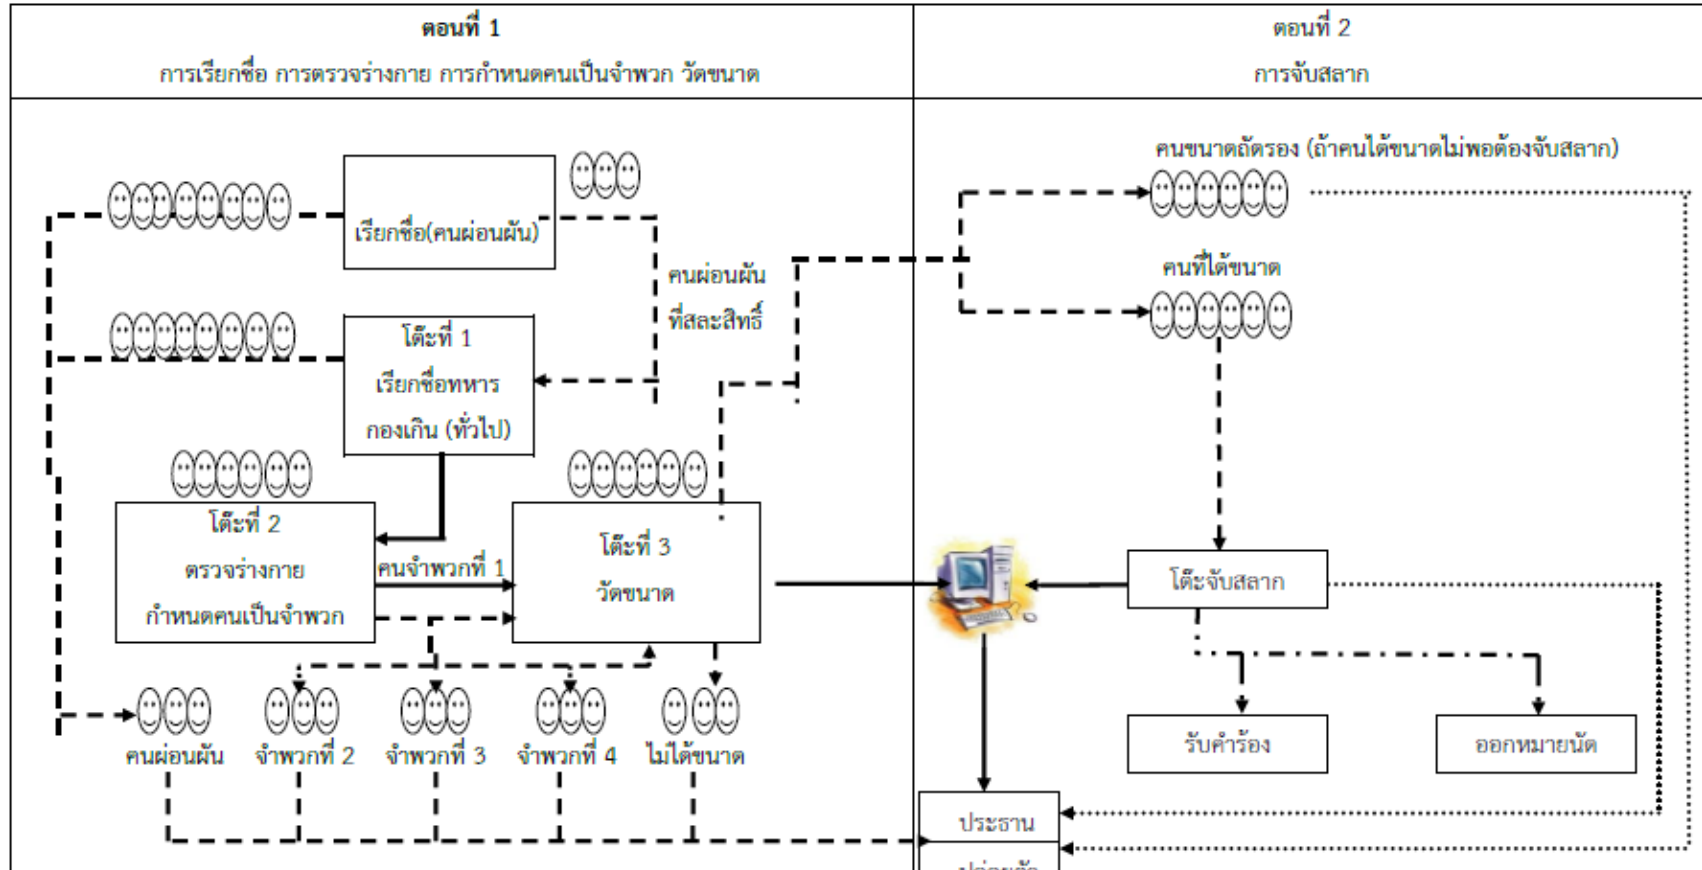 ตอนที่ 1
การเรียกชื่อ การตรวจร่างกาย การกำหนดคนเป็นจำพวก วัดขนาด
ตอนที่ 2
การจับสลาก
คนขนาดถัดรอง (ถ้าคนได้ขนาดไม่พอต้องจับสลาก)
เรียกชื่อ(คนผ่อนผัน)
คนผ่อนผัน
ที่สละสิทธิ์
คนที่ได้ขนาด
โต๊ะที่ 1
เรียกชื่อทหาร
กองเกิน (ทั่วไป)
โต๊ะที่ 2
ตรวจร่างกาย
กำหนดคนเป็นจำพวก
คนจำพวกที่ 1
โต๊ะที่ 3
วัดขนาด
โต๊ะจับสลาก
รับคำร้อง
ออกหมายนัด
คนผ่อนผัน
จำพวกที่ 2
จำพวกที่ 3
จำพวกที่ 4
ไม่ได้ขนาด
ประธาน